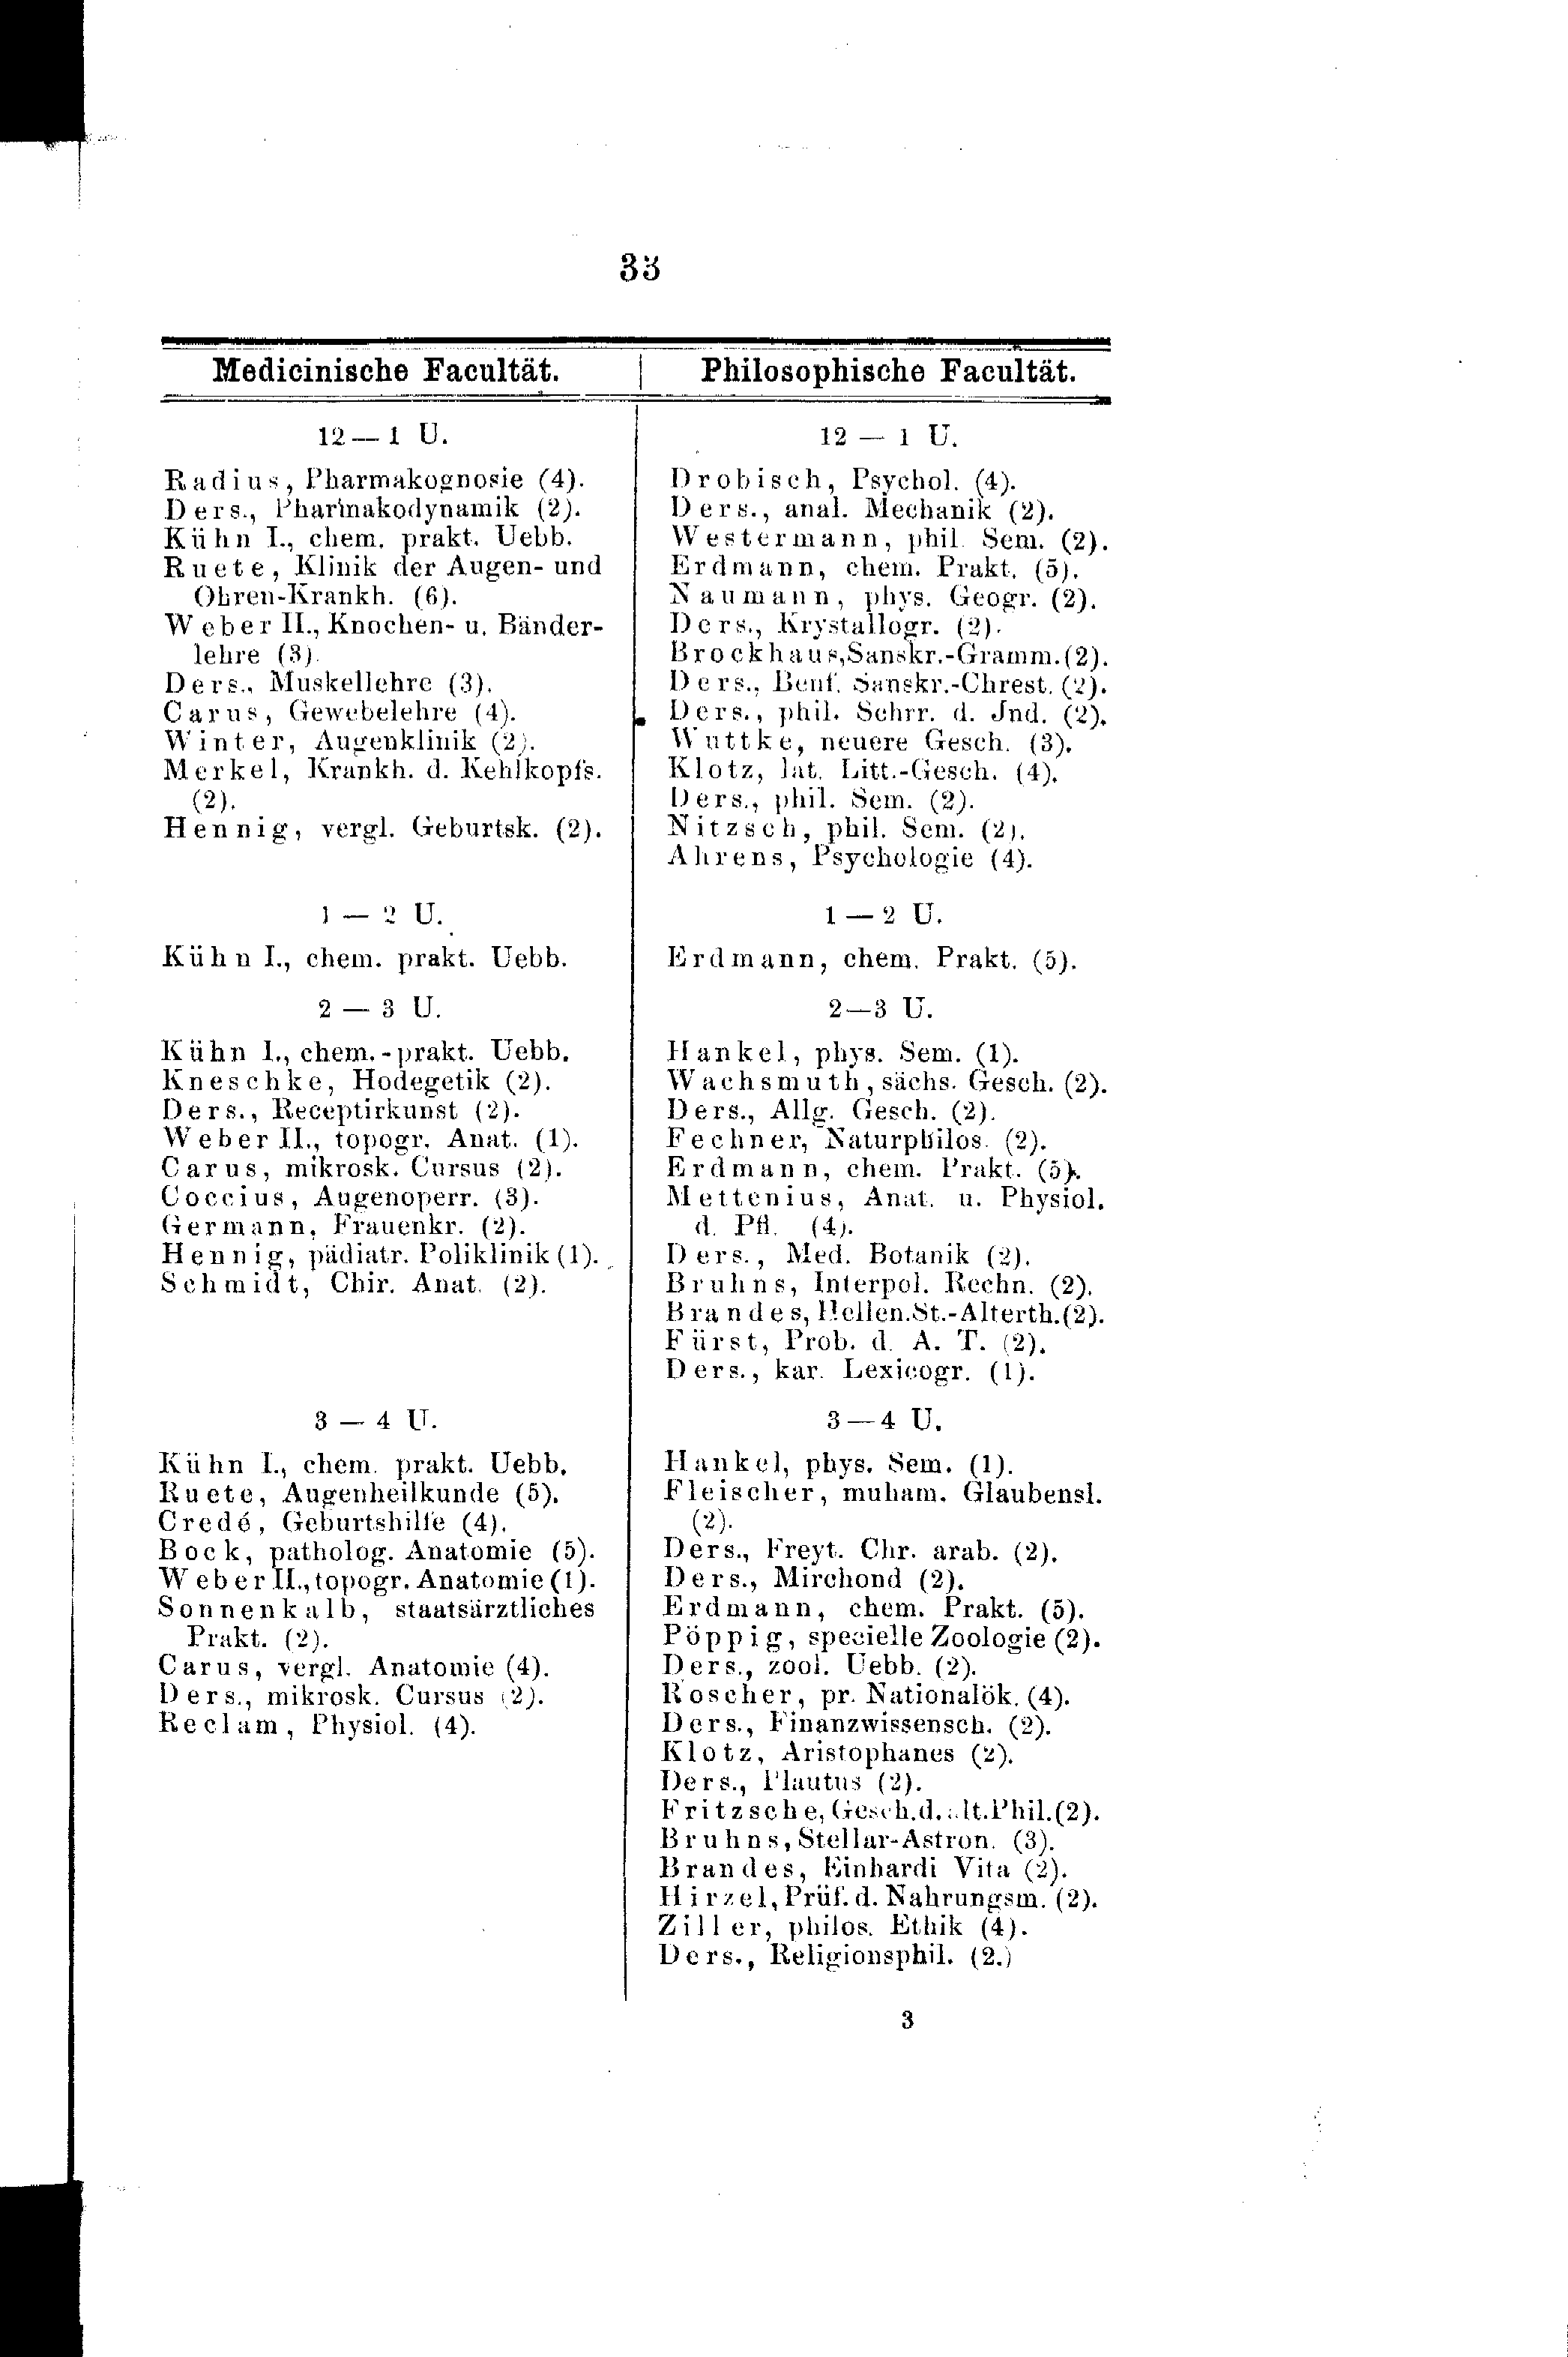 33
Medicinische Facultät.
12 — 1 U.
Radius, Pharmakognosie (4).
Ders., Pharmakodynamik (2).
Kühn I., chem. prakt. Uebb.
Ruete, Klinik der Augen- und
Ohren-Krankh. (6).
Weber II., Knochen- u. Bänder-
lehre (3).
Ders., Muskellehre (3).
Carus, Gewebelehre (4).
Winter, Augenklinik (2).
Merkel, Krankh. d. Kehlkopfs.
(2).
Hennig, vergl. Geburtsk. (2).
1 — 2 U.
Kühn I., chem. prakt. Uebb.
2 — 3 U.
Kühn I., chem.-prakt. Uebb.
Kneschke, Hodegetik (2).
Ders., Receptirkunst (2).
Weber II., topogr. Anat. (1).
Carus, mikrosk. Cursus (2).
Coccius, Augenoperr. (3).
Germann, Frauenkr. (2).
Hennig, pädiatr. Poliklinik (1).
Schmidt, Chir. Anat. (2).
3 — 4 U.
Kühn I., chem. prakt. Uebb.
Ruete, Augenheilkunde (5).
Credé, Geburtshilfe (4).
Bock, patholog. Anatomie (5).
Weber II., topogr. Anatomie (1).
Sonnenkalb, staatsärztliches
Prakt. (2).
Carus, vergl. Anatomie (4).
Ders., mikrosk. Cursus (2).
Reclam, Physiol. (4).
Philosophische Facultät.
12 — 1 U.
Drobisch, Psychol. (4).
Ders., anal. Mechanik (2).
Westermann, phil. Sem. (2).
Erdmann, chem. Prakt. (5).
Naumann, phys. Geogr. (2).
Ders., Krystallogr. (2).
Brockhaus, Sanskr.-Gramm. (2).
Ders., Benf. Sanskr.-Chrest. (2).
Ders., phil. Schrr. d. Jnd. (2).
Wuttke, neuere Gesch. (3).
Klotz, lat. Litt.-Gesch. (4).
Ders., phil. Sem. (2).
Nitzsch, phil. Sem. (2).
Ahrens, Psychologie (4).
1 — 2 U.
Erdmann, chem. Prakt. (5).
2—3 U.
Hankel, phys. Sem. (1).
Wachsmuth, sächs. Gesch. (2).
Ders., Allg. Gesch. (2).
Fechner, Naturphilos. (2).
Erdmann, chem. Prakt. (5).
Mettenius, Anat. u. Physiol.
d. Pfl. (4).
Ders., Med. Botanik (2).
Bruhns, Interpol. Rechn. (2).
Brandes, Hellen. St.-Alterth. (2).
Fürst, Prob. d. A. T. (2).
Ders., kar. Lexicogr. (1).
3—4 U.
Hankel, phys. Sem. (1).
Fleischer, muham. Glaubensl.
(2).
Ders., Freyt. Chr. arab. (2).
Ders., Mirchond (2).
Erdmann, chem. Prakt. (5).
Pöppig, specielle Zoologie (2).
Ders., zool. Uebb. (2).
Roscher, pr. Nationalök. (4).
Ders., Finanzwissensch. (2).
Klotz, Aristophanes (2).
Ders., Plautus (2).
Fritzsche, Gesch. d. alt. Phil. (2).
Bruhns, Stellar-Astron. (3).
Brandes, Einhardi Vita (2).
Hirzel, Prüf. d. Nahrungsm. (2).
Ziller, philos. Ethik (4).
Ders., Religionsphil. (2.)
3